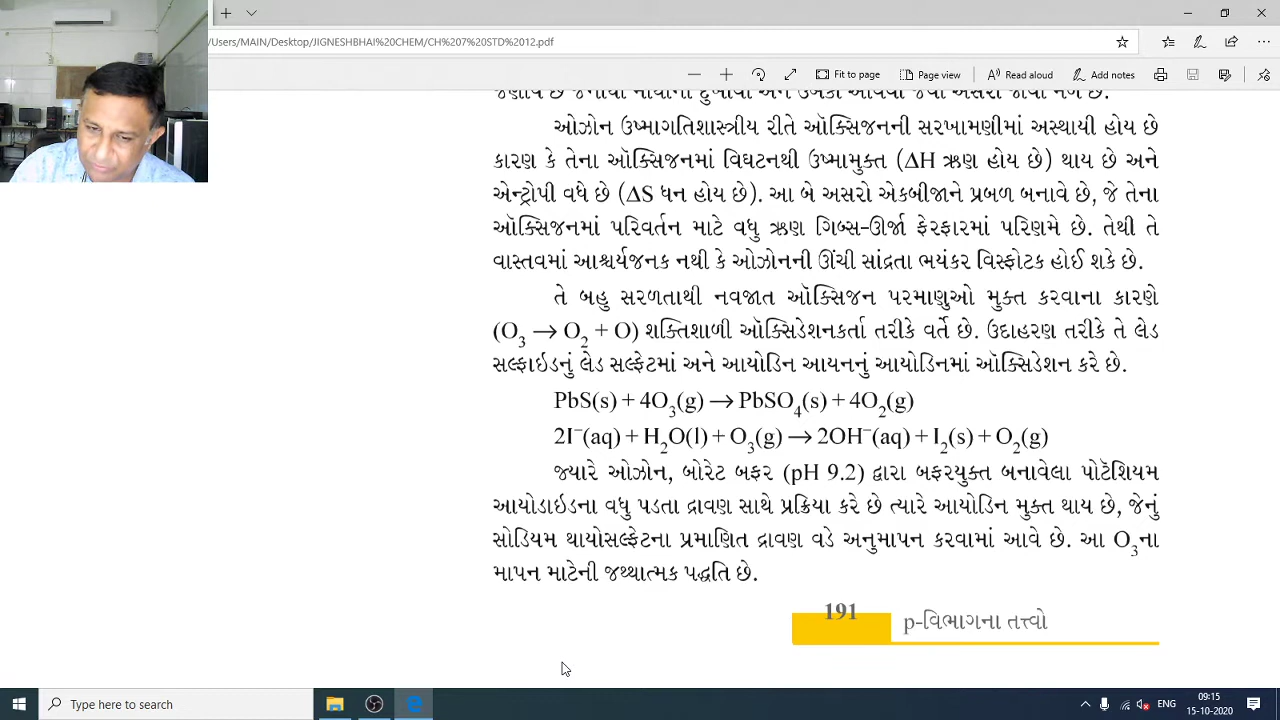 /Users/MAIN/Desktop/JIGNESHBHAI%20CHEM/CH%207%20STD%2012.pdf
Fit to page Page view Read aloud Add notes
જણાય છે જેનાથી માથાનો દુખાવો અને ઉબકા આવવા જેવી અસરો જોવા મળે છે.
ઓઝોન ઉષ્માગતિશાસ્ત્રીય રીતે ઑક્સિજનની સરખામણીમાં અસ્થાયી હોય છે
કારણ કે તેના ઑક્સિજનમાં વિઘટનથી ઉષ્મામુક્ત (ΔH ઋણ હોય છે) થાય છે અને
એન્ટ્રોપી વધે છે (ΔS ધન હોય છે). આ બે અસરો એકબીજાને પ્રબળ બનાવે છે, જે તેના
ઑક્સિજનમાં પરિવર્તન માટે વધુ ઋણ ગિબ્સ-ઊર્જા ફેરફારમાં પરિણમે છે. તેથી તે
વાસ્તવમાં આશ્ચર્યજનક નથી કે ઓઝોનની ઊંચી સાંદ્રતા ભયંકર વિસ્ફોટક હોઈ શકે છે.
તે બહુ સરળતાથી નવજાત ઑક્સિજન પરમાણુઓ મુક્ત કરવાના કારણે
(O₃ → O₂ + O) શક્તિશાળી ઑક્સિડેશનકર્તા તરીકે વર્તે છે. ઉદાહરણ તરીકે તે લેડ
સલ્ફાઇડનું લેડ સલ્ફેટમાં અને આયોડિન આયનનું આયોડિનમાં ઑક્સિડેશન કરે છે.
PbS(s) + 4O₃(g) → PbSO₄(s) + 4O₂(g)
2I⁻(aq) + H₂O(l) + O₃(g) → 2OH⁻(aq) + I₂(s) + O₂(g)
જ્યારે ઓઝોન, બોરેટ બફર (pH 9.2) દ્વારા બફરયુક્ત બનાવેલા પોટૅશિયમ
આયોડાઇડના વધુ પડતા દ્રાવણ સાથે પ્રક્રિયા કરે છે ત્યારે આયોડિન મુક્ત થાય છે, જેનું
સોડિયમ થાયોસલ્ફેટના પ્રમાણિત દ્રાવણ વડે અનુમાપન કરવામાં આવે છે. આ O₃ના
માપન માટેની જથ્થાત્મક પદ્ધતિ છે.
191 p-વિભાગના તત્ત્વો
Type here to search
ENG 09:15
15-10-2020